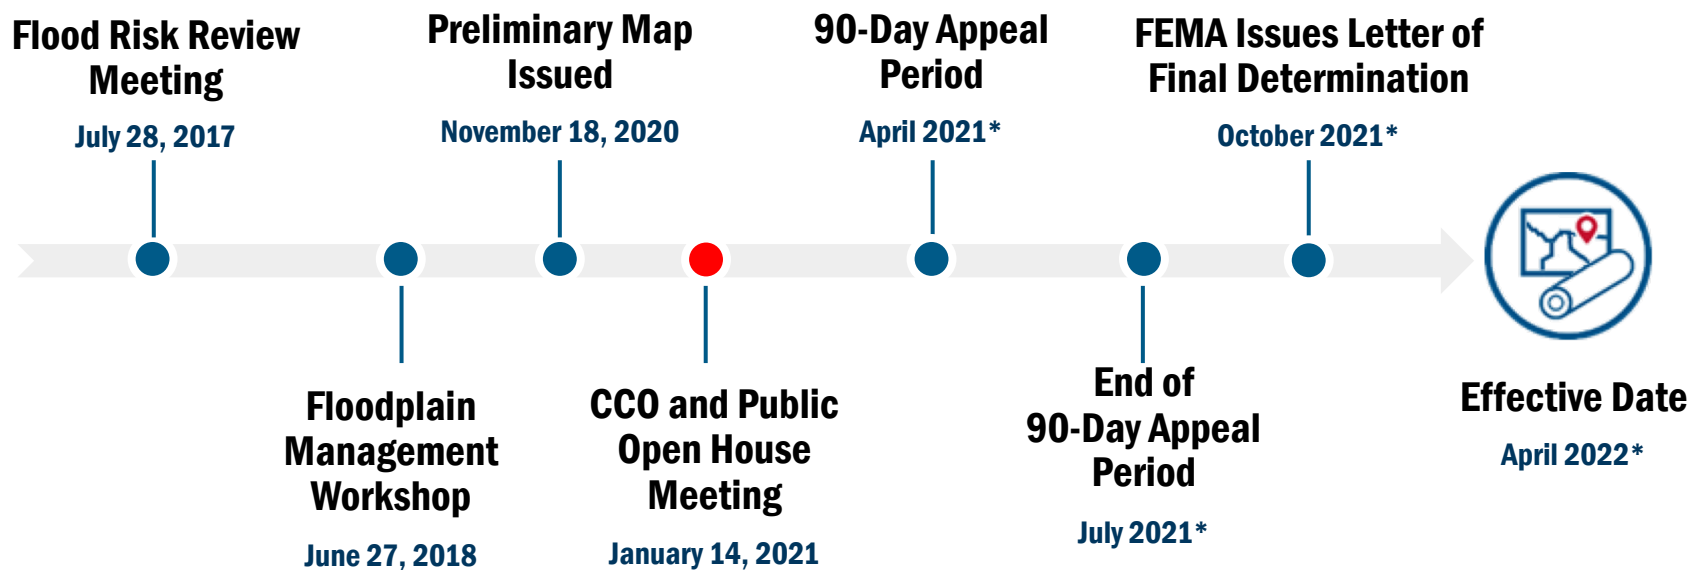 Flood Risk Review
Meeting
July 28, 2017
Floodplain
Management
Workshop
June 27, 2018
Preliminary Map
Issued
November 18, 2020
CCO and Public
Open House
Meeting
January 14, 2021
90-Day Appeal
Period
April 2021*
End of
90-Day Appeal
Period
July 2021*
FEMA Issues Letter of
Final Determination
October 2021*
Effective Date
April 2022*